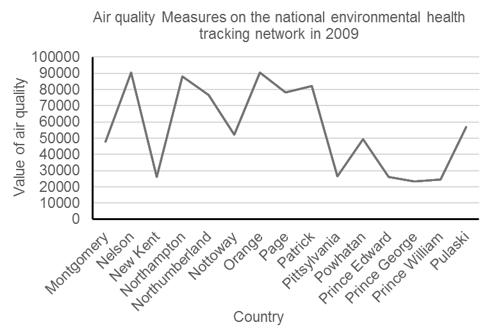 Air quality Measures on the national environmental health
tracking network in 2009
Value of air quality
100000
90000
80000
70000
60000
50000
40000
30000
20000
10000
0
Montgomery
Nelson
New Kent
Northampton
Northumberland
Nottoway
Orange
Page
Patrick
Pittsylvania
Powhatan
Prince Edward
Prince George
Prince William
Pulaski
Country